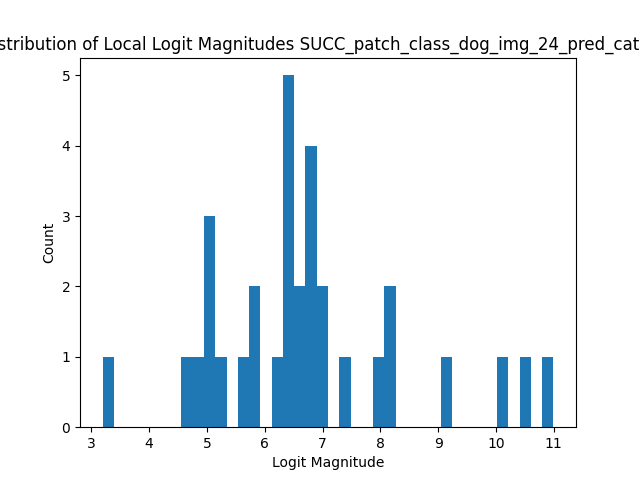 stribution of Local Logit Magnitudes SUCC_patch_class_dog_img_24_pred_cat
5
4
3
2
1
0
Count
3 4 5 6 7 8 9 10 11
Logit Magnitude